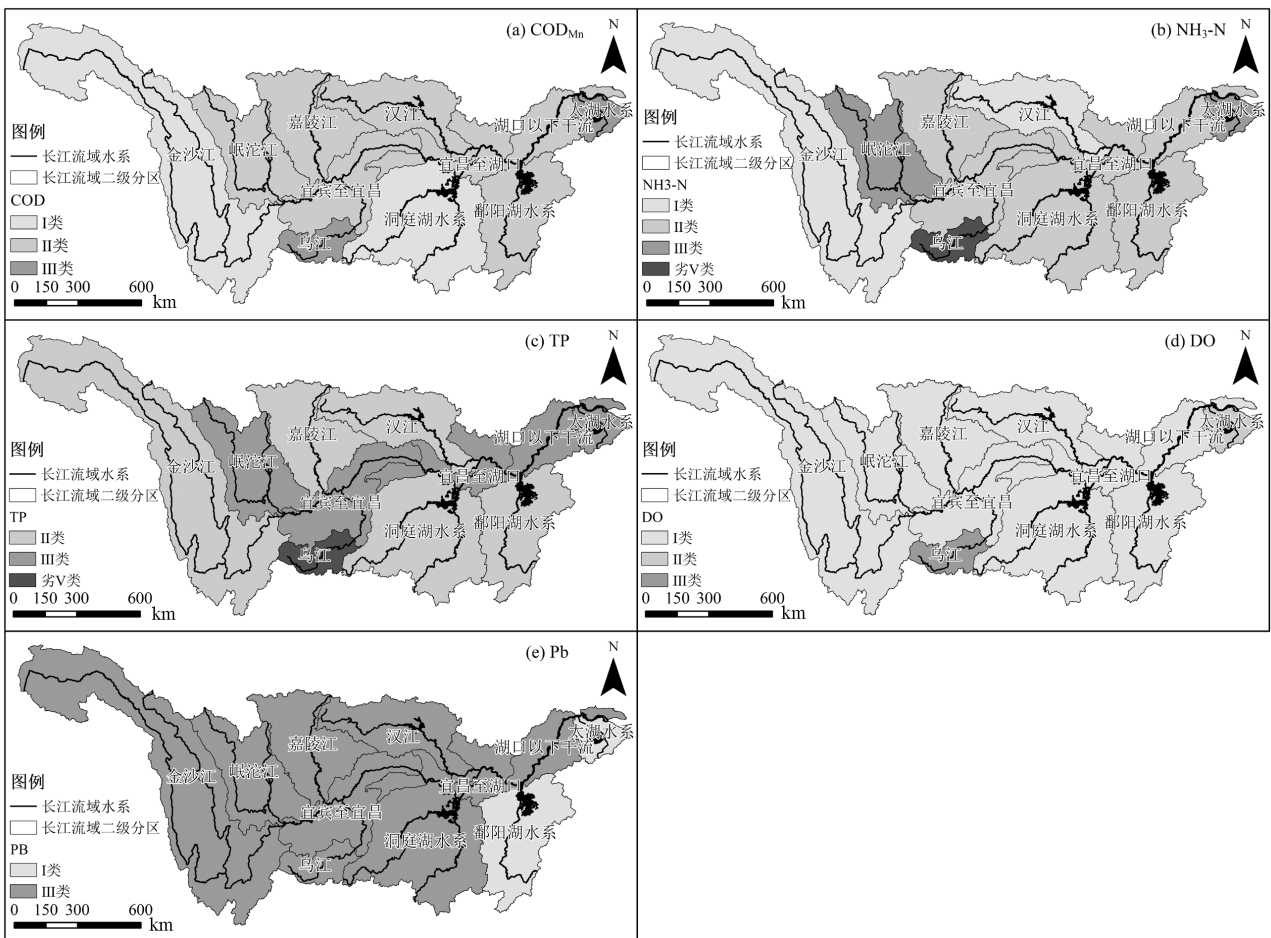 (a) COD_Mn
N
太湖水系
湖口以下干流
汉江
嘉陵江
岷沱江
金沙江
宜昌至湖口
宜宾至宜昌
洞庭湖水系
鄱阳湖水系
乌江
图例
长江流域水系
长江流域二级分区
COD
I类
II类
III类
0 150 300 600
km
(b) NH₃-N
N
太湖水系
湖口以下干流
汉江
嘉陵江
岷沱江
金沙江
宜昌至湖口
宜宾至宜昌
洞庭湖水系
鄱阳湖水系
乌江
图例
长江流域水系
长江流域二级分区
NH3-N
I类
II类
III类
劣V类
0 150 300 600
km
(c) TP
N
太湖水系
湖口以下干流
汉江
嘉陵江
岷沱江
金沙江
宜昌至湖口
宜宾至宜昌
洞庭湖水系
鄱阳湖水系
乌江
图例
长江流域水系
长江流域二级分区
TP
II类
III类
劣V类
0 150 300 600
km
(d) DO
N
太湖水系
湖口以下干流
汉江
嘉陵江
岷沱江
金沙江
宜昌至湖口
宜宾至宜昌
洞庭湖水系
鄱阳湖水系
乌江
图例
长江流域水系
长江流域二级分区
DO
I类
II类
III类
0 150 300 600
km
(e) Pb
N
太湖水系
湖口以下干流
汉江
嘉陵江
岷沱江
金沙江
宜昌至湖口
宜宾至宜昌
洞庭湖水系
鄱阳湖水系
乌江
图例
长江流域水系
长江流域二级分区
PB
I类
III类
0 150 300 600
km